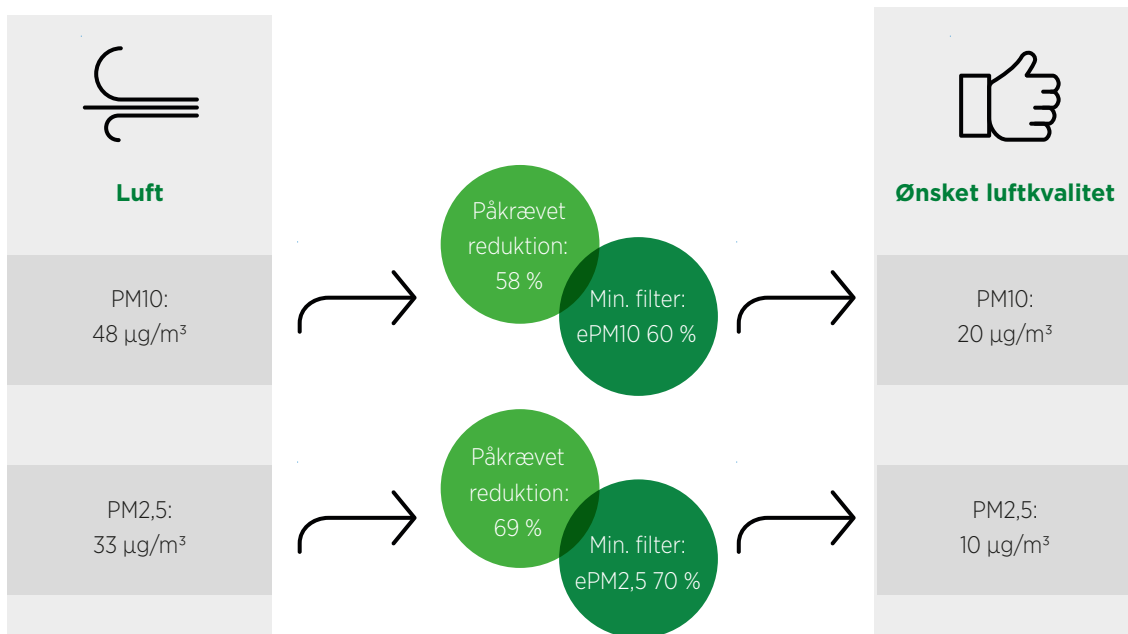 Luft
Ønsket luftkvalitet
PM10:
48 µg/m³
Påkrævet
reduktion:
58 %
Min. filter:
ePM10 60 %
PM10:
20 µg/m³
PM2,5:
33 µg/m³
Påkrævet
reduktion:
69 %
Min. filter:
ePM2,5 70 %
PM2,5:
10 µg/m³